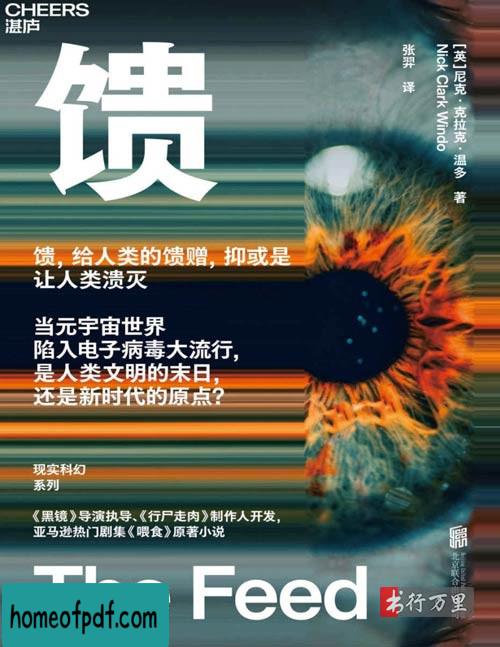 CHEERS
湛庐
馈
[英]尼克·克拉克·温多 著
Nick Clark Windo
张羿 译
馈，给人类的馈赠，抑或是
让人类溃灭
当元宇宙世界
陷入电子病毒大流行，
是人类文明的末日，
还是新时代的原点？
现实科幻
系列
《黑镜》导演执导、《行尸走肉》制作人开发，
亚马逊热门剧集《喂食》原著小说
The Feed
北京联合出
书行万里
homeofpdf.com